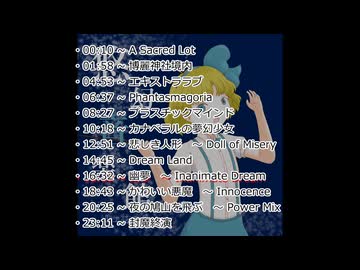 ・00:10 ~ A Sacred Lot
・01:58 ~ 博麗神社境内
・04:53 ~ エキストララブ
・06:37 ~ Phantasmagoria
・08:27 ~ プラスチックマインド
・10:18 ~ カナベラルの夢幻少女
・12:51 ~ 悲しき人形　～ Doll of Misery
・14:45 ~ Dream Land
・16:32 ~ 幽夢　～ Inanimate Dream
・18:43 ~ かわいい悪魔　～ Innocence
・20:25 ~ 夜の鳩山を飛ぶ　～ Power Mix
・23:11 ~ 封魔終演